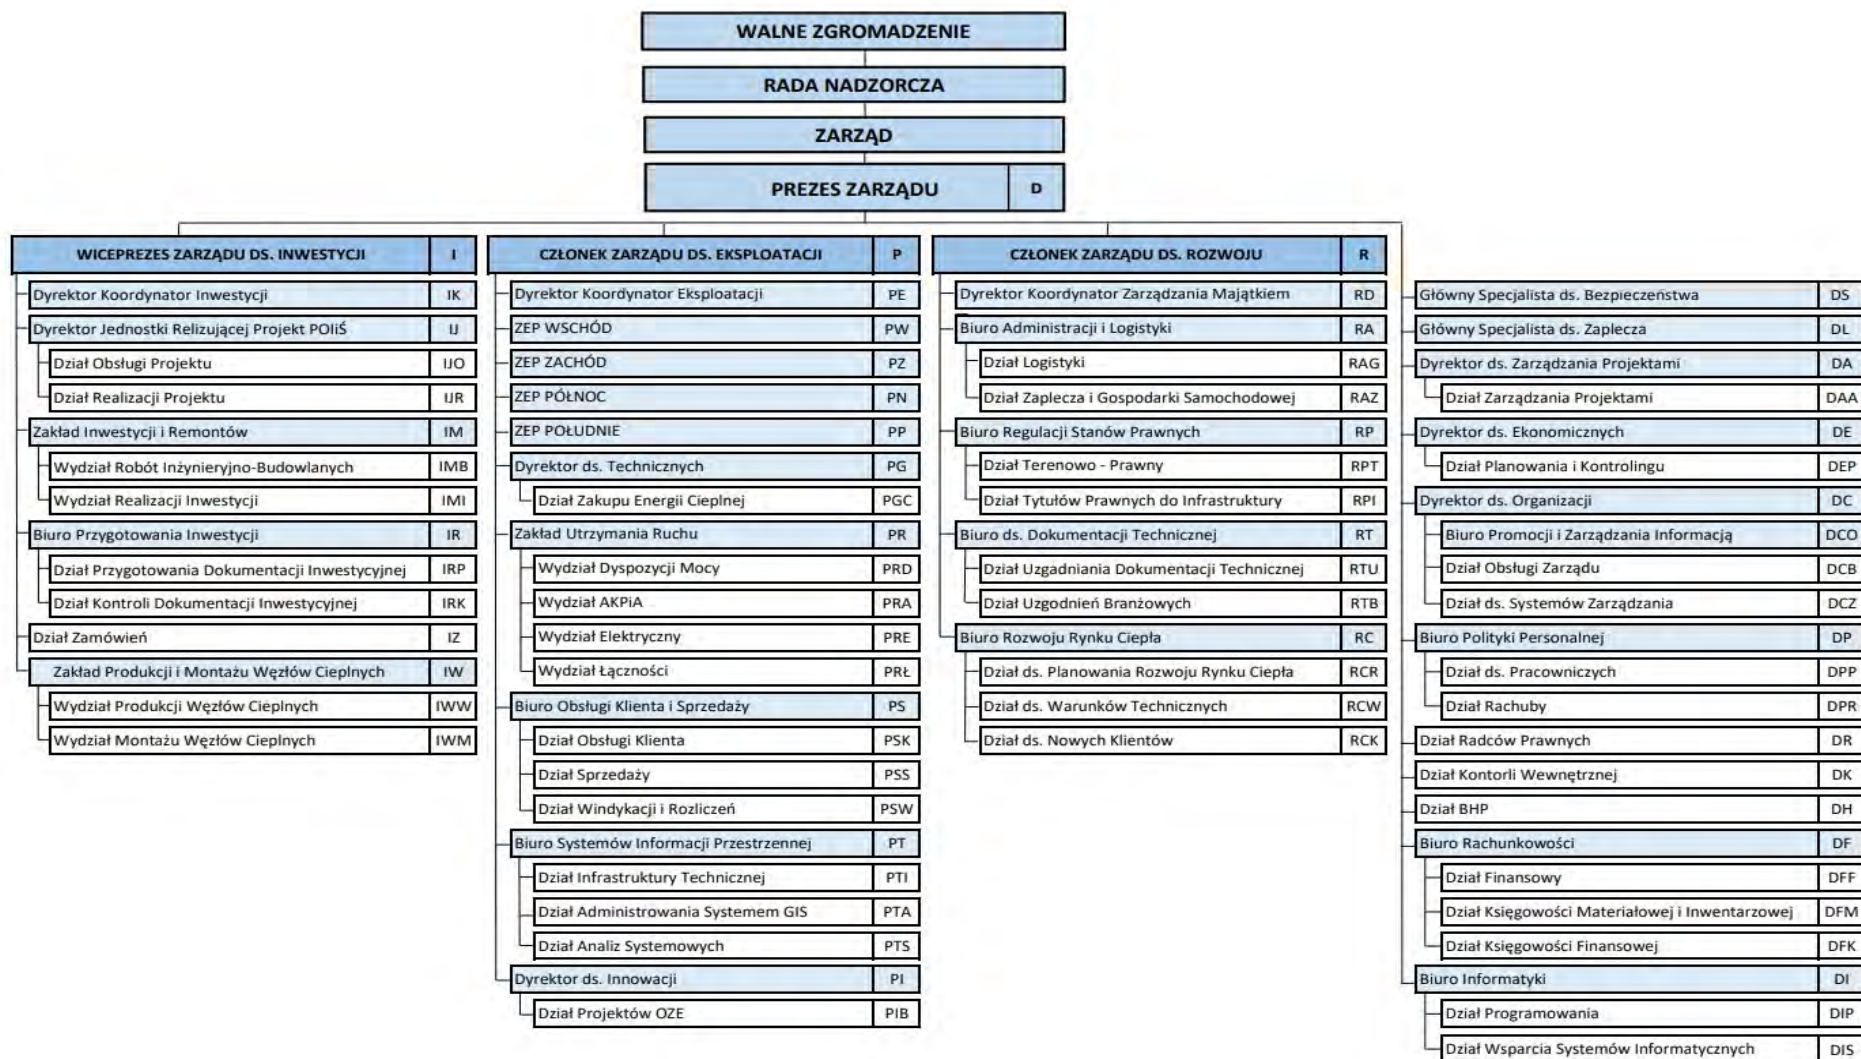 WALNE ZGROMADZENIE
RADA NADZORCZA
ZARZĄD
PREZES ZARZĄDU D
WICEPREZES ZARZĄDU DS. INWESTYCJI I
Dyrektor Koordynator Inwestycji IK
Dyrektor Jednostki Relizującej Projekt POIiŚ IJ
Dział Obsługi Projektu IJO
Dział Realizacji Projektu IJR
Zakład Inwestycji i Remontów IM
Wydział Robót Inżynieryjno-Budowlanych IMB
Wydział Realizacji Inwestycji IMI
Biuro Przygotowania Inwestycji IR
Dział Przygotowania Dokumentacji Inwestycyjnej IRP
Dział Kontroli Dokumentacji Inwestycyjnej IRK
Dział Zamówień IZ
Zakład Produkcji i Montażu Węzłów Cieplnych IW
Wydział Produkcji Węzłów Cieplnych IWW
Wydział Montażu Węzłów Cieplnych IWM
CZŁONEK ZARZĄDU DS. EKSPLOATACJI P
Dyrektor Koordynator Eksploatacji PE
ZEP WSCHÓD PW
ZEP ZACHÓD PZ
ZEP PÓŁNOC PN
ZEP POŁUDNIE PP
Dyrektor ds. Technicznych PG
Dział Zakupu Energii Cieplnej PGC
Zakład Utrzymania Ruchu PR
Wydział Dyspozycji Mocy PRD
Wydział AKPiA PRA
Wydział Elektryczny PRE
Wydział Łączności PRŁ
Biuro Obsługi Klienta i Sprzedaży PS
Dział Obsługi Klienta PSK
Dział Sprzedaży PSS
Dział Windykacji i Rozliczeń PSW
Biuro Systemów Informacji Przestrzennej PT
Dział Infrastruktury Technicznej PTI
Dział Administrowania Systemem GIS PTA
Dział Analiz Systemowych PTS
Dyrektor ds. Innowacji PI
Dział Projektów OZE PIB
CZŁONEK ZARZĄDU DS. ROZWOJU R
Dyrektor Koordynator Zarządzania Majątkiem RD
Biuro Administracji i Logistyki RA
Dział Logistyki RAG
Dział Zaplecza i Gospodarki Samochodowej RAZ
Biuro Regulacji Stanów Prawnych RP
Dział Terenowo - Prawny RPT
Dział Tytułów Prawnych do Infrastruktury RPI
Biuro ds. Dokumentacji Technicznej RT
Dział Uzgadniania Dokumentacji Technicznej RTU
Dział Uzgodnień Branżowych RTB
Biuro Rozwoju Rynku Ciepła RC
Dział ds. Planowania Rozwoju Rynku Ciepła RCR
Dział ds. Warunków Technicznych RCW
Dział ds. Nowych Klientów RCK
Główny Specjalista ds. Bezpieczeństwa DS
Główny Specjalista ds. Zaplecza DL
Dyrektor ds. Zarządzania Projektami DA
Dział Zarządzania Projektami DAA
Dyrektor ds. Ekonomicznych DE
Dział Planowania i Kontrolingu DEP
Dyrektor ds. Organizacji DC
Biuro Promocji i Zarządzania Informacją DCO
Dział Obsługi Zarządu DCB
Dział ds. Systemów Zarządzania DCZ
Biuro Polityki Personalnej DP
Dział ds. Pracowniczych DPP
Dział Rachuby DPR
Dział Radców Prawnych DR
Dział Kontorli Wewnętrznej DK
Dział BHP DH
Biuro Rachunkowości DF
Dział Finansowy DFF
Dział Księgowości Materiałowej i Inwentarzowej DFM
Dział Księgowości Finansowej DFK
Biuro Informatyki DI
Dział Programowania DIP
Dział Wsparcia Systemów Informatycznych DIS